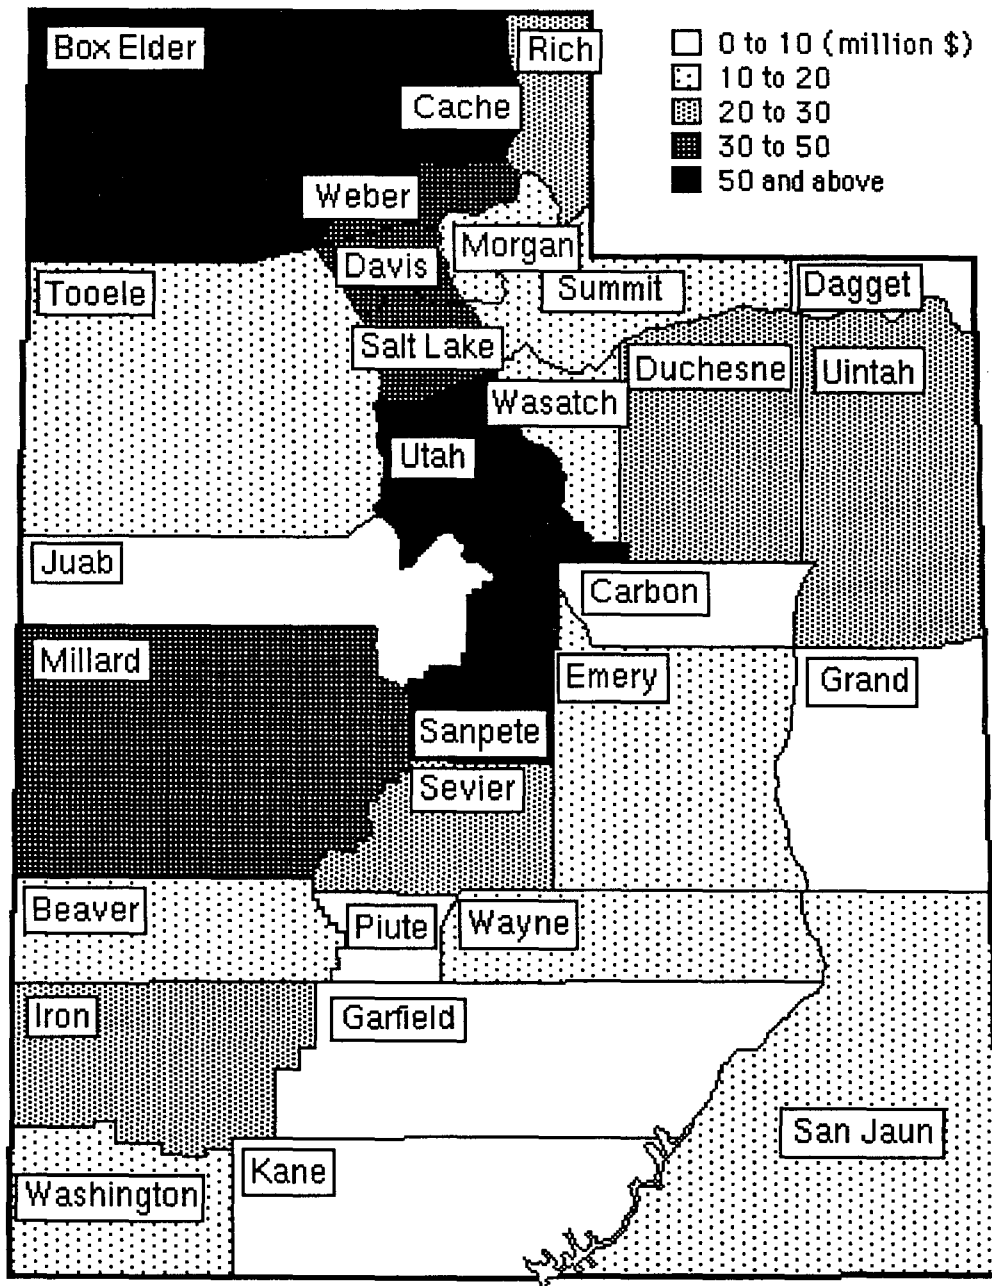 Box Elder
Rich
0 to 10 (million $)
10 to 20
20 to 30
30 to 50
50 and above
Cache
Weber
Morgan
Davis
Tooele
Summit
Dagget
Salt Lake
Duchesne
Uintah
Wasatch
Utah
Juab
Carbon
Millard
Emery
Grand
Sanpete
Sevier
Beaver
Piute
Wayne
Iron
Garfield
San Jaun
Kane
Washington